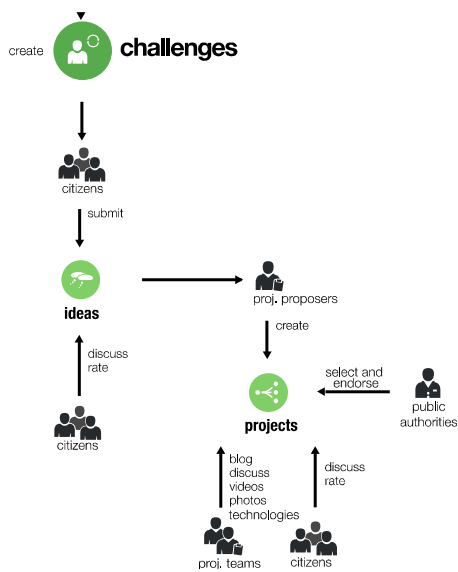 create
challenges
citizens
submit
ideas
proj. proposers
create
discuss
rate
select and
endorse
public
authorities
projects
citizens
blog
discuss
videos
photos
technologies
discuss
rate
proj. teams
citizens